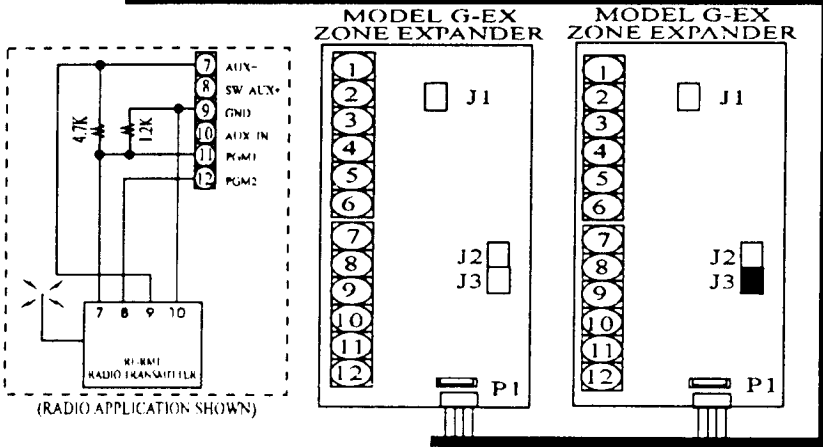 MODEL G-EX
ZONE EXPANDER
MODEL G-EX
ZONE EXPANDER
7 AUX-
8 SW AUX+
9 GND
10 AUX IN
11 PGM1
12 PGM2
4.7K
1.2K
7 8 9 10
RADIO TRANSMITTER
(RADIO APPLICATION SHOWN)
1
2
3
4
5
6
7
8
9
10
11
12
J1
J2
J3
P1
1
2
3
4
5
6
7
8
9
10
11
12
J1
J2
J3
P1